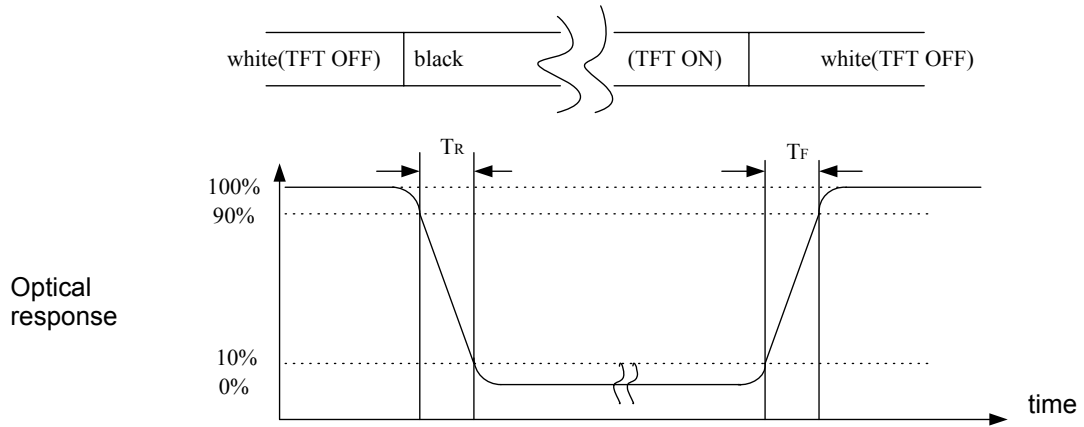 white(TFT OFF) black (TFT ON) white(TFT OFF)
TR TF
100%
90%
Optical
response
10%
0%
time